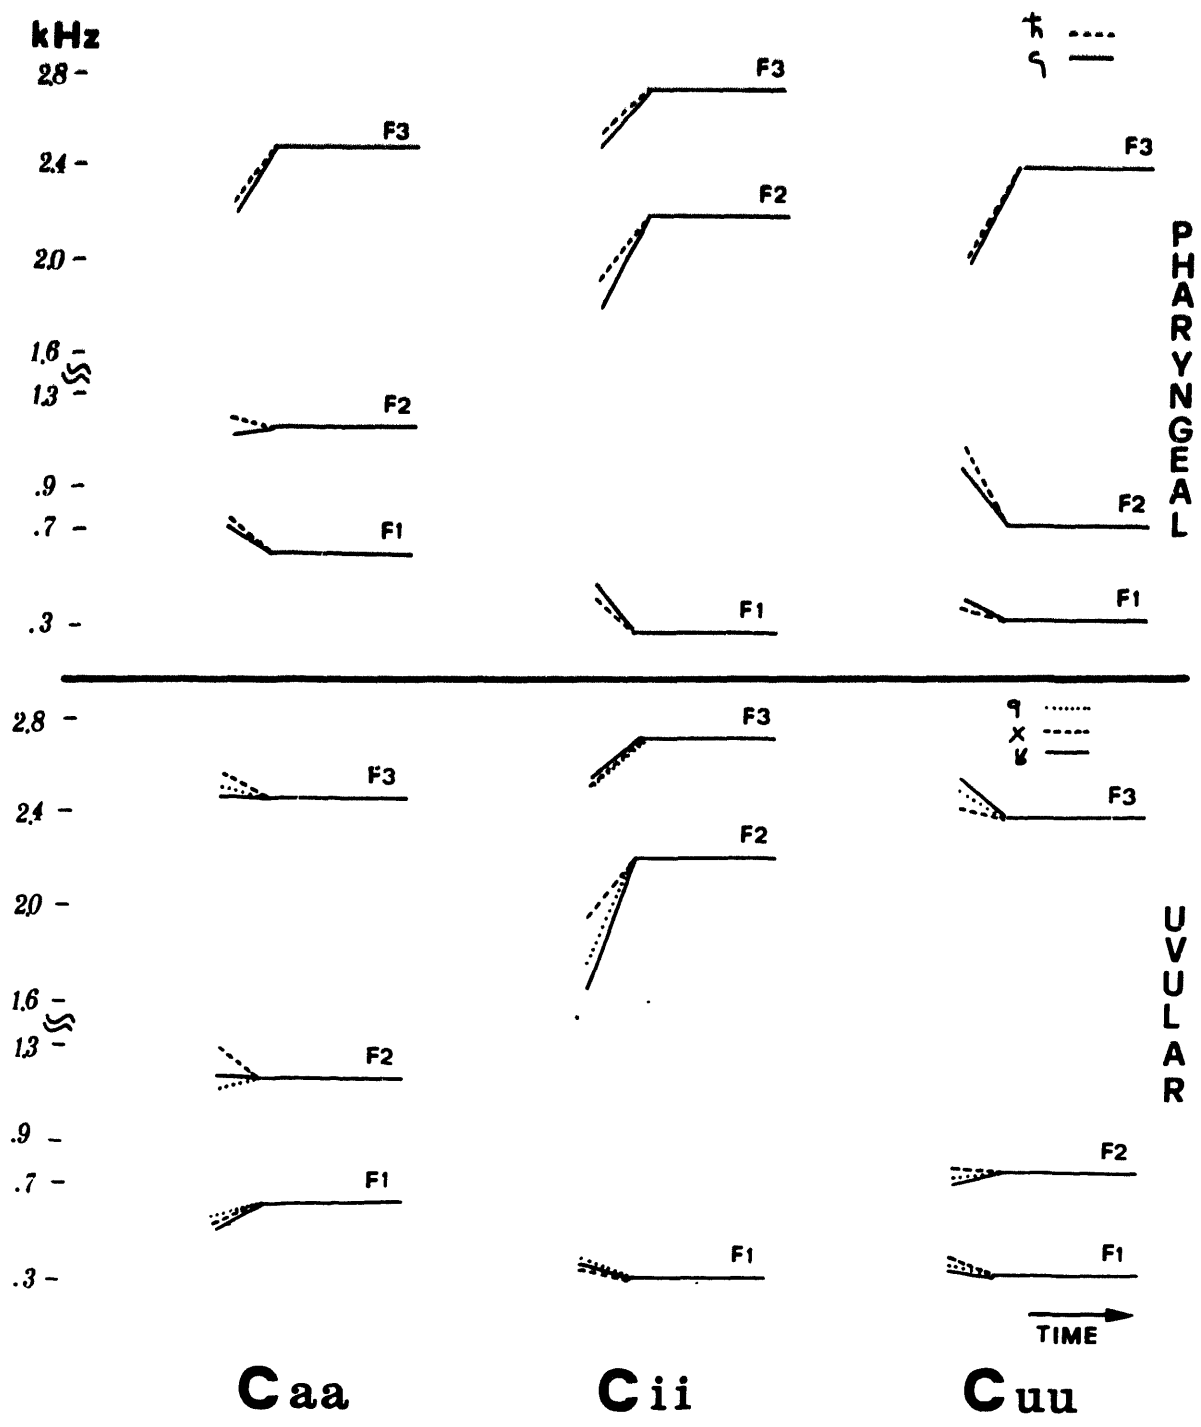 kHz
ħ
2.8
ʕ
F3
F3
F3
2.4
F2
2.0
1.6
1.3
F2
.9
F2
.7
F1
F1
F1
.3
PHARYNGEAL
2.8
F3
q
x
ʁ
F3
F3
2.4
F2
2.0
1.6
1.3
F2
.9
F2
.7
F1
F1
F1
.3
UVULAR
TIME
Caa Cii Cuu